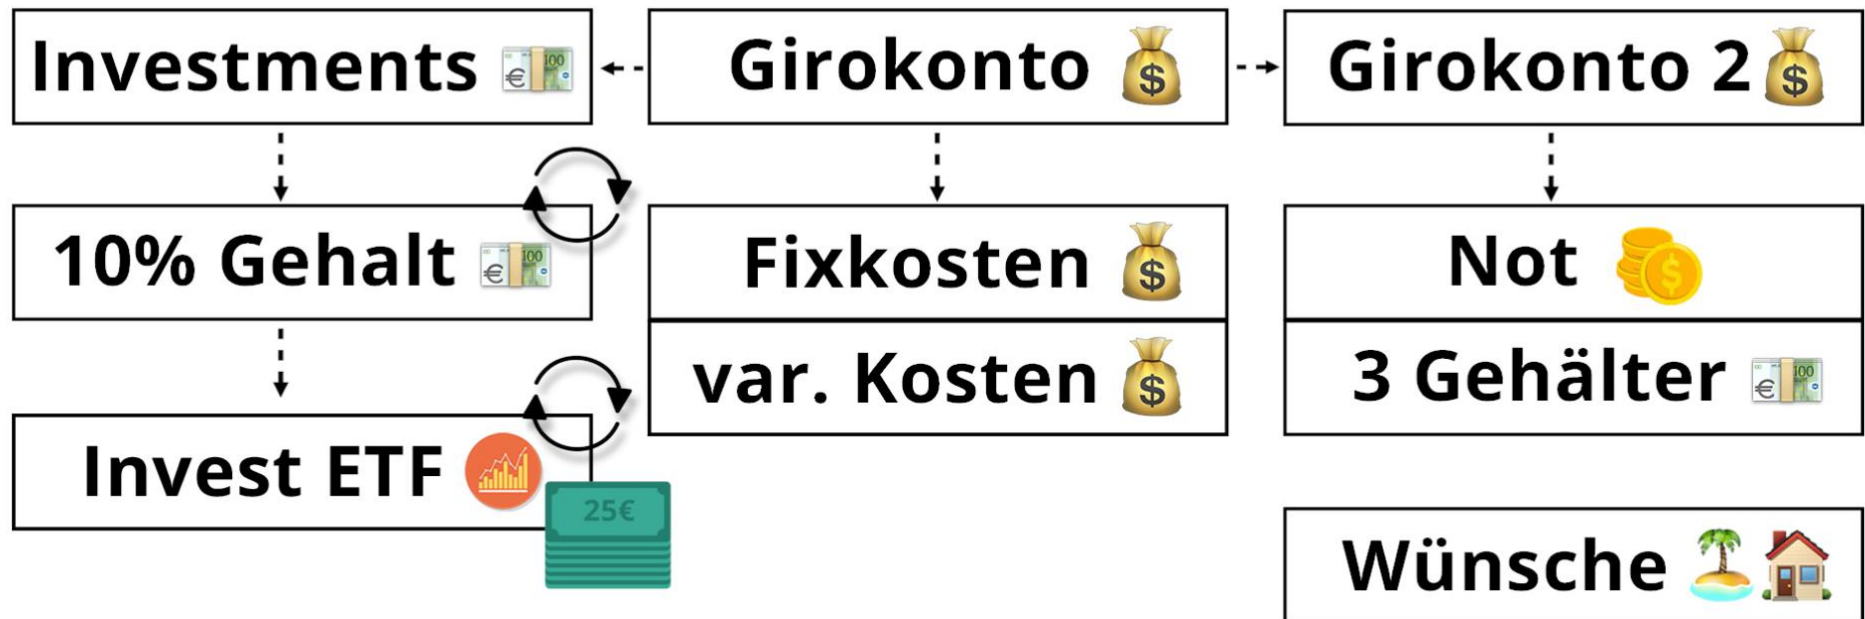 Investments
Girokonto
Girokonto 2
10% Gehalt
Fixkosten
Not
var. Kosten
3 Gehälter
Invest ETF
25€
Wünsche